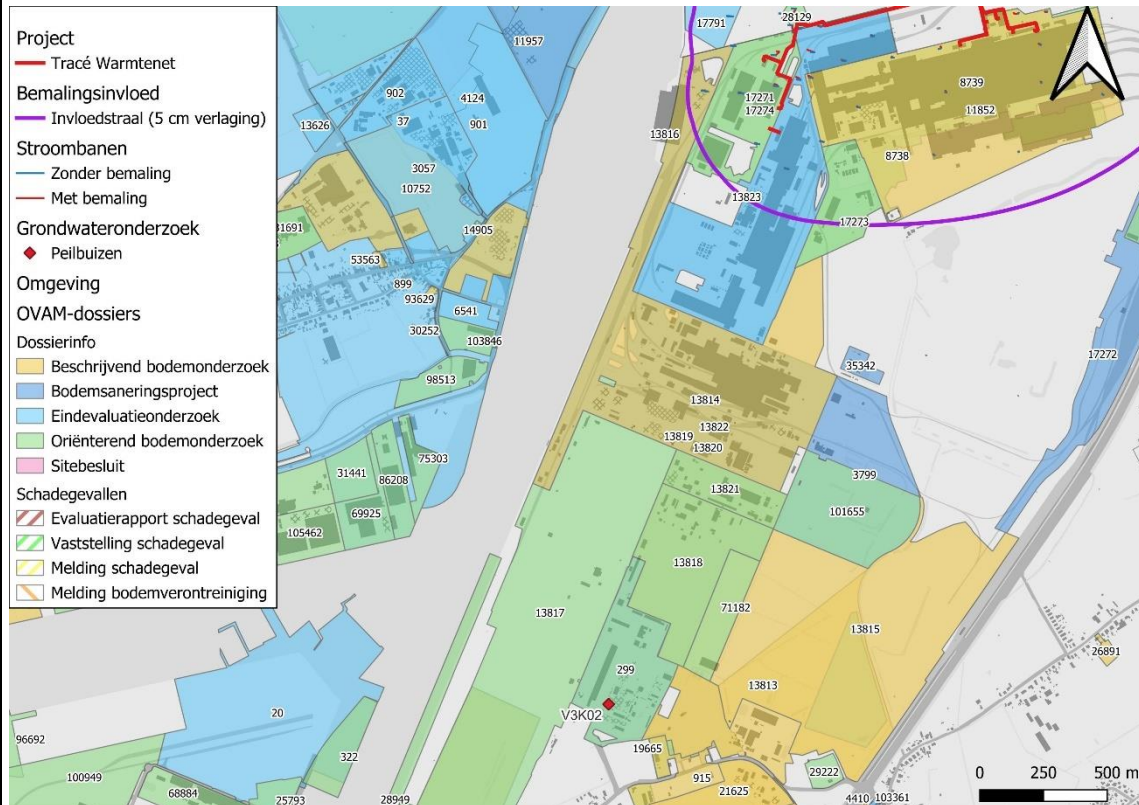 Project
Tracé Warmtenet
Bemalingsinvloed
Invloedstraal (5 cm verlaging)
Stroombanen
Zonder bemaling
Met bemaling
Grondwateronderzoek
Peilbuizen
Omgeving
OVAM-dossiers
Dossierinfo
Beschrijvend bodemonderzoek
Bodemsaneringsproject
Eindevaluatieonderzoek
Oriënterend bodemonderzoek
Sitebesluit
Schadegevallen
Evaluatierapport schadegeval
Vaststelling schadegeval
Melding schadegeval
Melding bodemverontreiniging
17791
28129
11957
902
4124
8739
17271
11852
17274
13626
37
901
13816
8738
3057
10752
13823
17273
14905
31691
53563
899
93629
6541
17272
30252
103846
35342
98513
13814
13822
13819
13820
75303
31441
3799
86208
13821
101655
69925
105462
13818
71182
13817
13815
26891
299
13813
V3K02
20
96692
19665
322
29222
100949
915
0 250 500 m
68884
25793
28949
21625
4410
103361